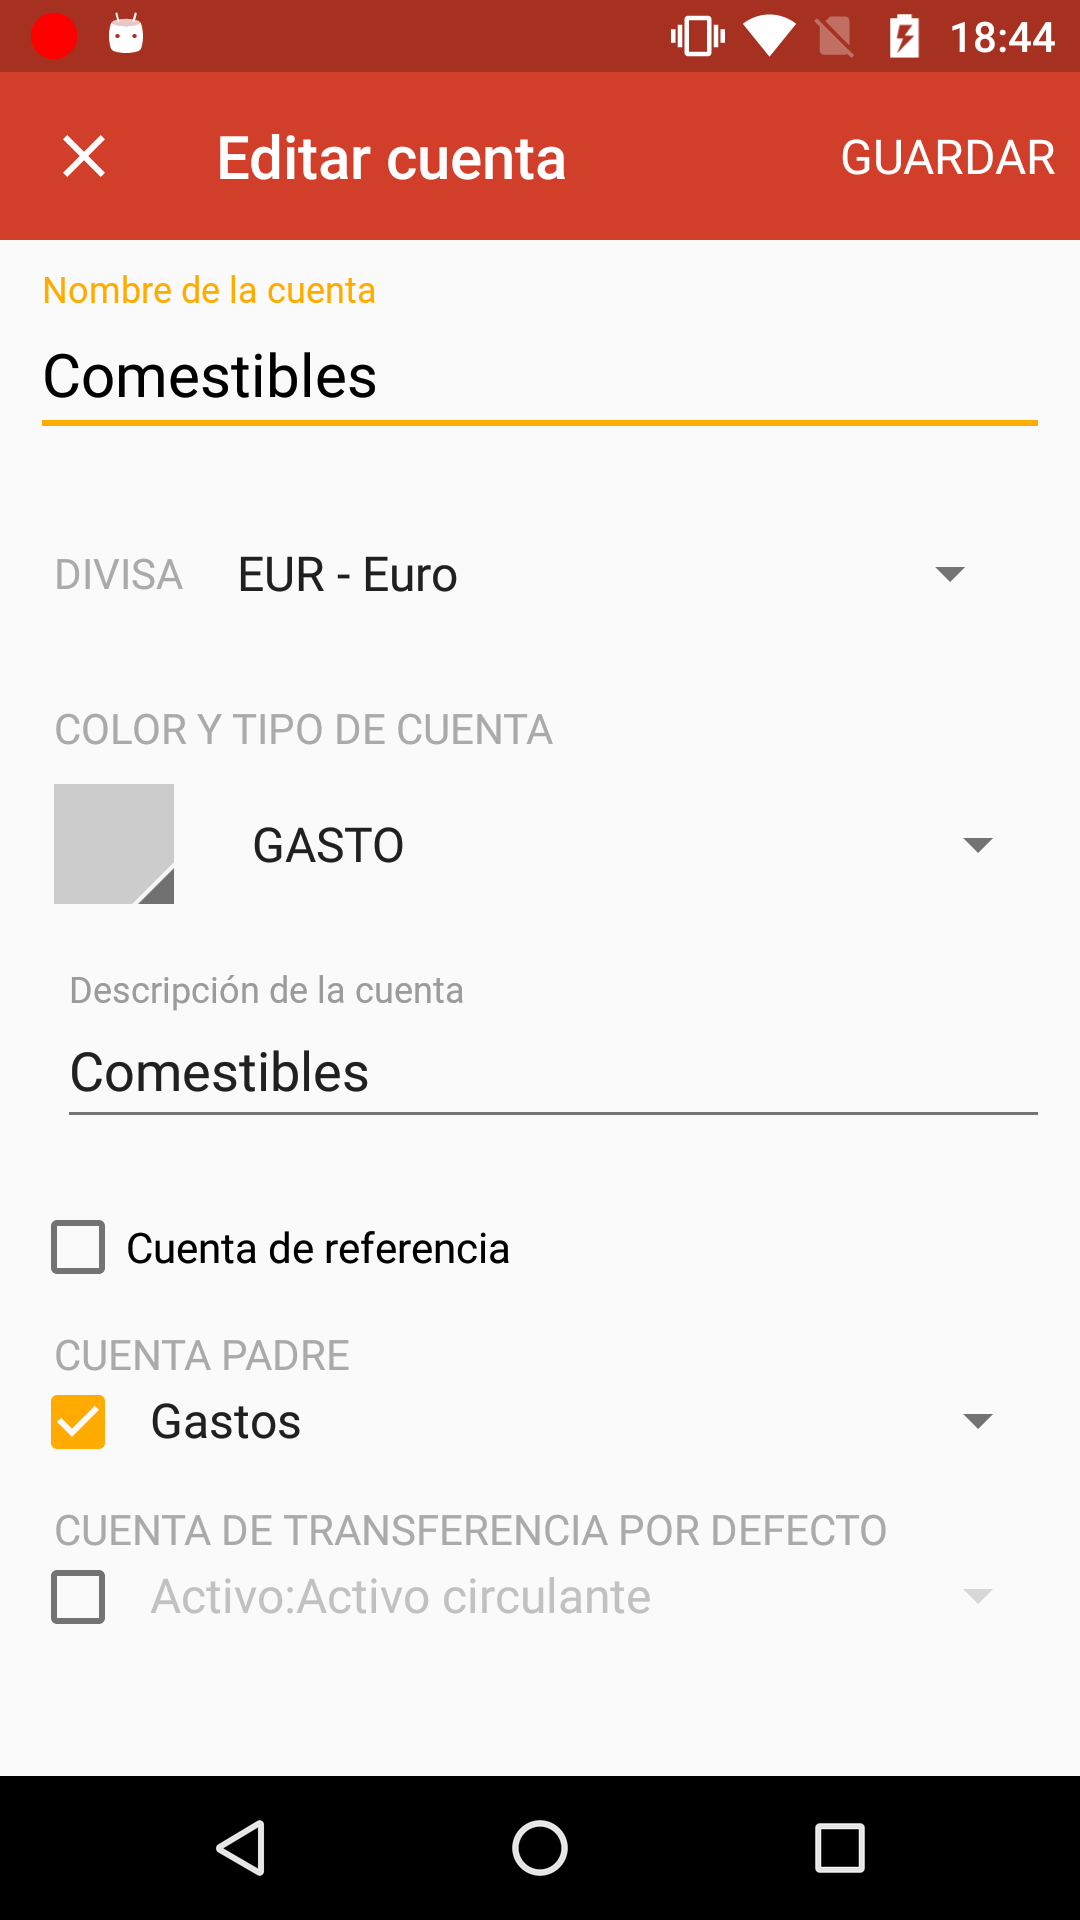 18:44
Editar cuenta GUARDAR
Nombre de la cuenta
Comestibles
DIVISA EUR - Euro
COLOR Y TIPO DE CUENTA
GASTO
Descripción de la cuenta
Comestibles
Cuenta de referencia
CUENTA PADRE
Gastos
CUENTA DE TRANSFERENCIA POR DEFECTO
Activo:Activo circulante